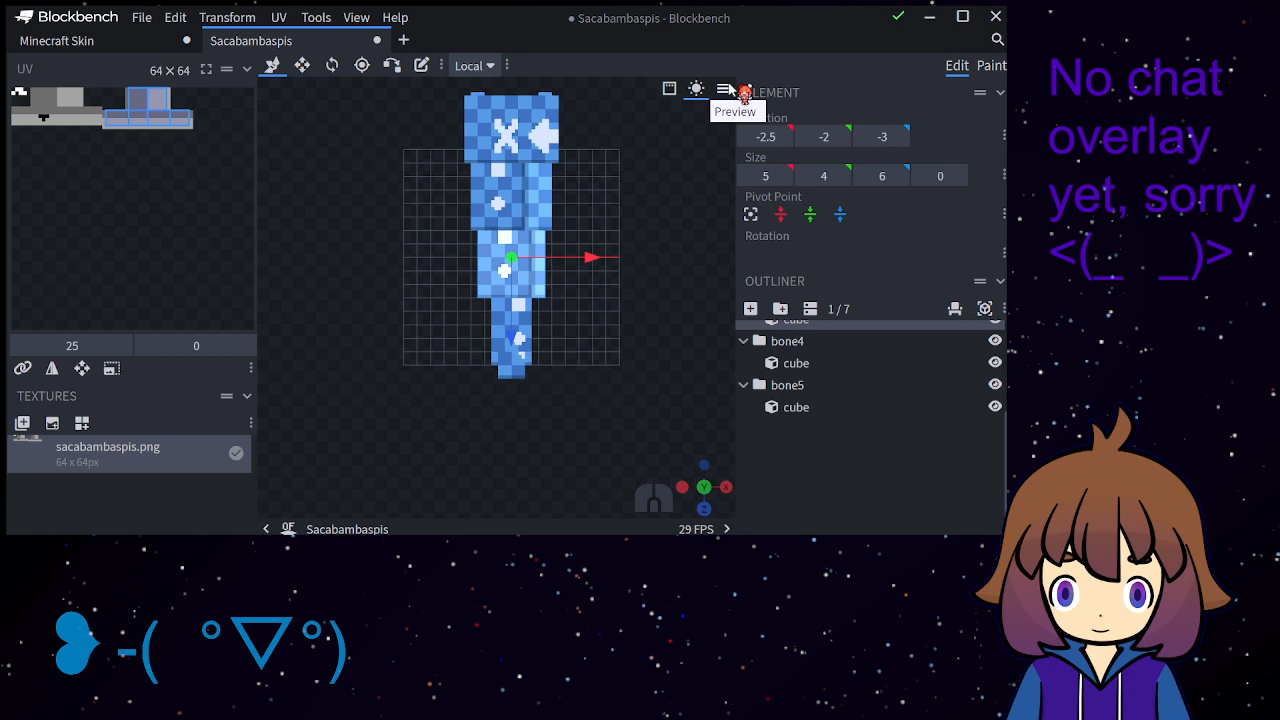 Blockbench File Edit Transform UV Tools View Help
Sacabambaspis - Blockbench
Minecraft Skin Sacabambaspis
UV 64 × 64
Local
Edit Paint
ELEMENT
Preview
-2.5 -2 -3
Size
5 4 6 0
Pivot Point
Rotation
OUTLINER
1 / 7
cube
bone4
cube
bone5
cube
25 0
TEXTURES
sacabambaspis.png
64 x 64px
Y X Z
Sacabambaspis
29 FPS
No chat
overlay
yet, sorry
<(_ _)>
❥-( °▽°)